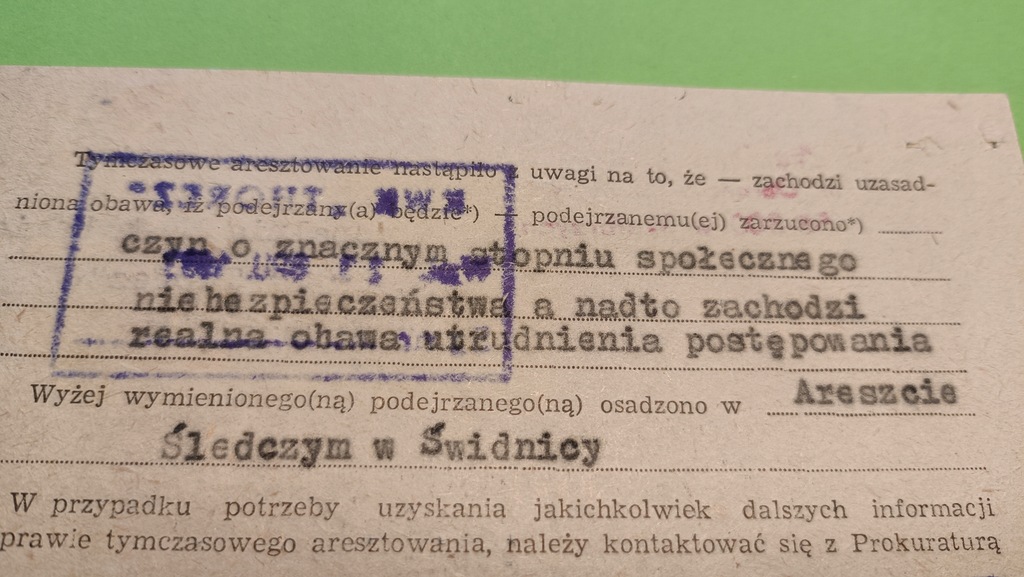 Tymczasowe aresztowanie nastąpiło z uwagi na to, że — zachodzi uzasad-
niona obawa, iż podejrzany(a) będzie*) — podejrzanemu(ej) zarzucono*)
czyn o znacznym stopniu społecznego
niebezpieczeństwa a nadto zachodzi
realna obawa utrudnienia postępowania
Wyżej wymienionego(ną) podejrzanego(ną) osadzono w Areszcie
Śledczym w Świdnicy
W przypadku potrzeby uzyskania jakichkolwiek dalszych informacji
prawie tymczasowego aresztowania, należy kontaktować się z Prokuraturą